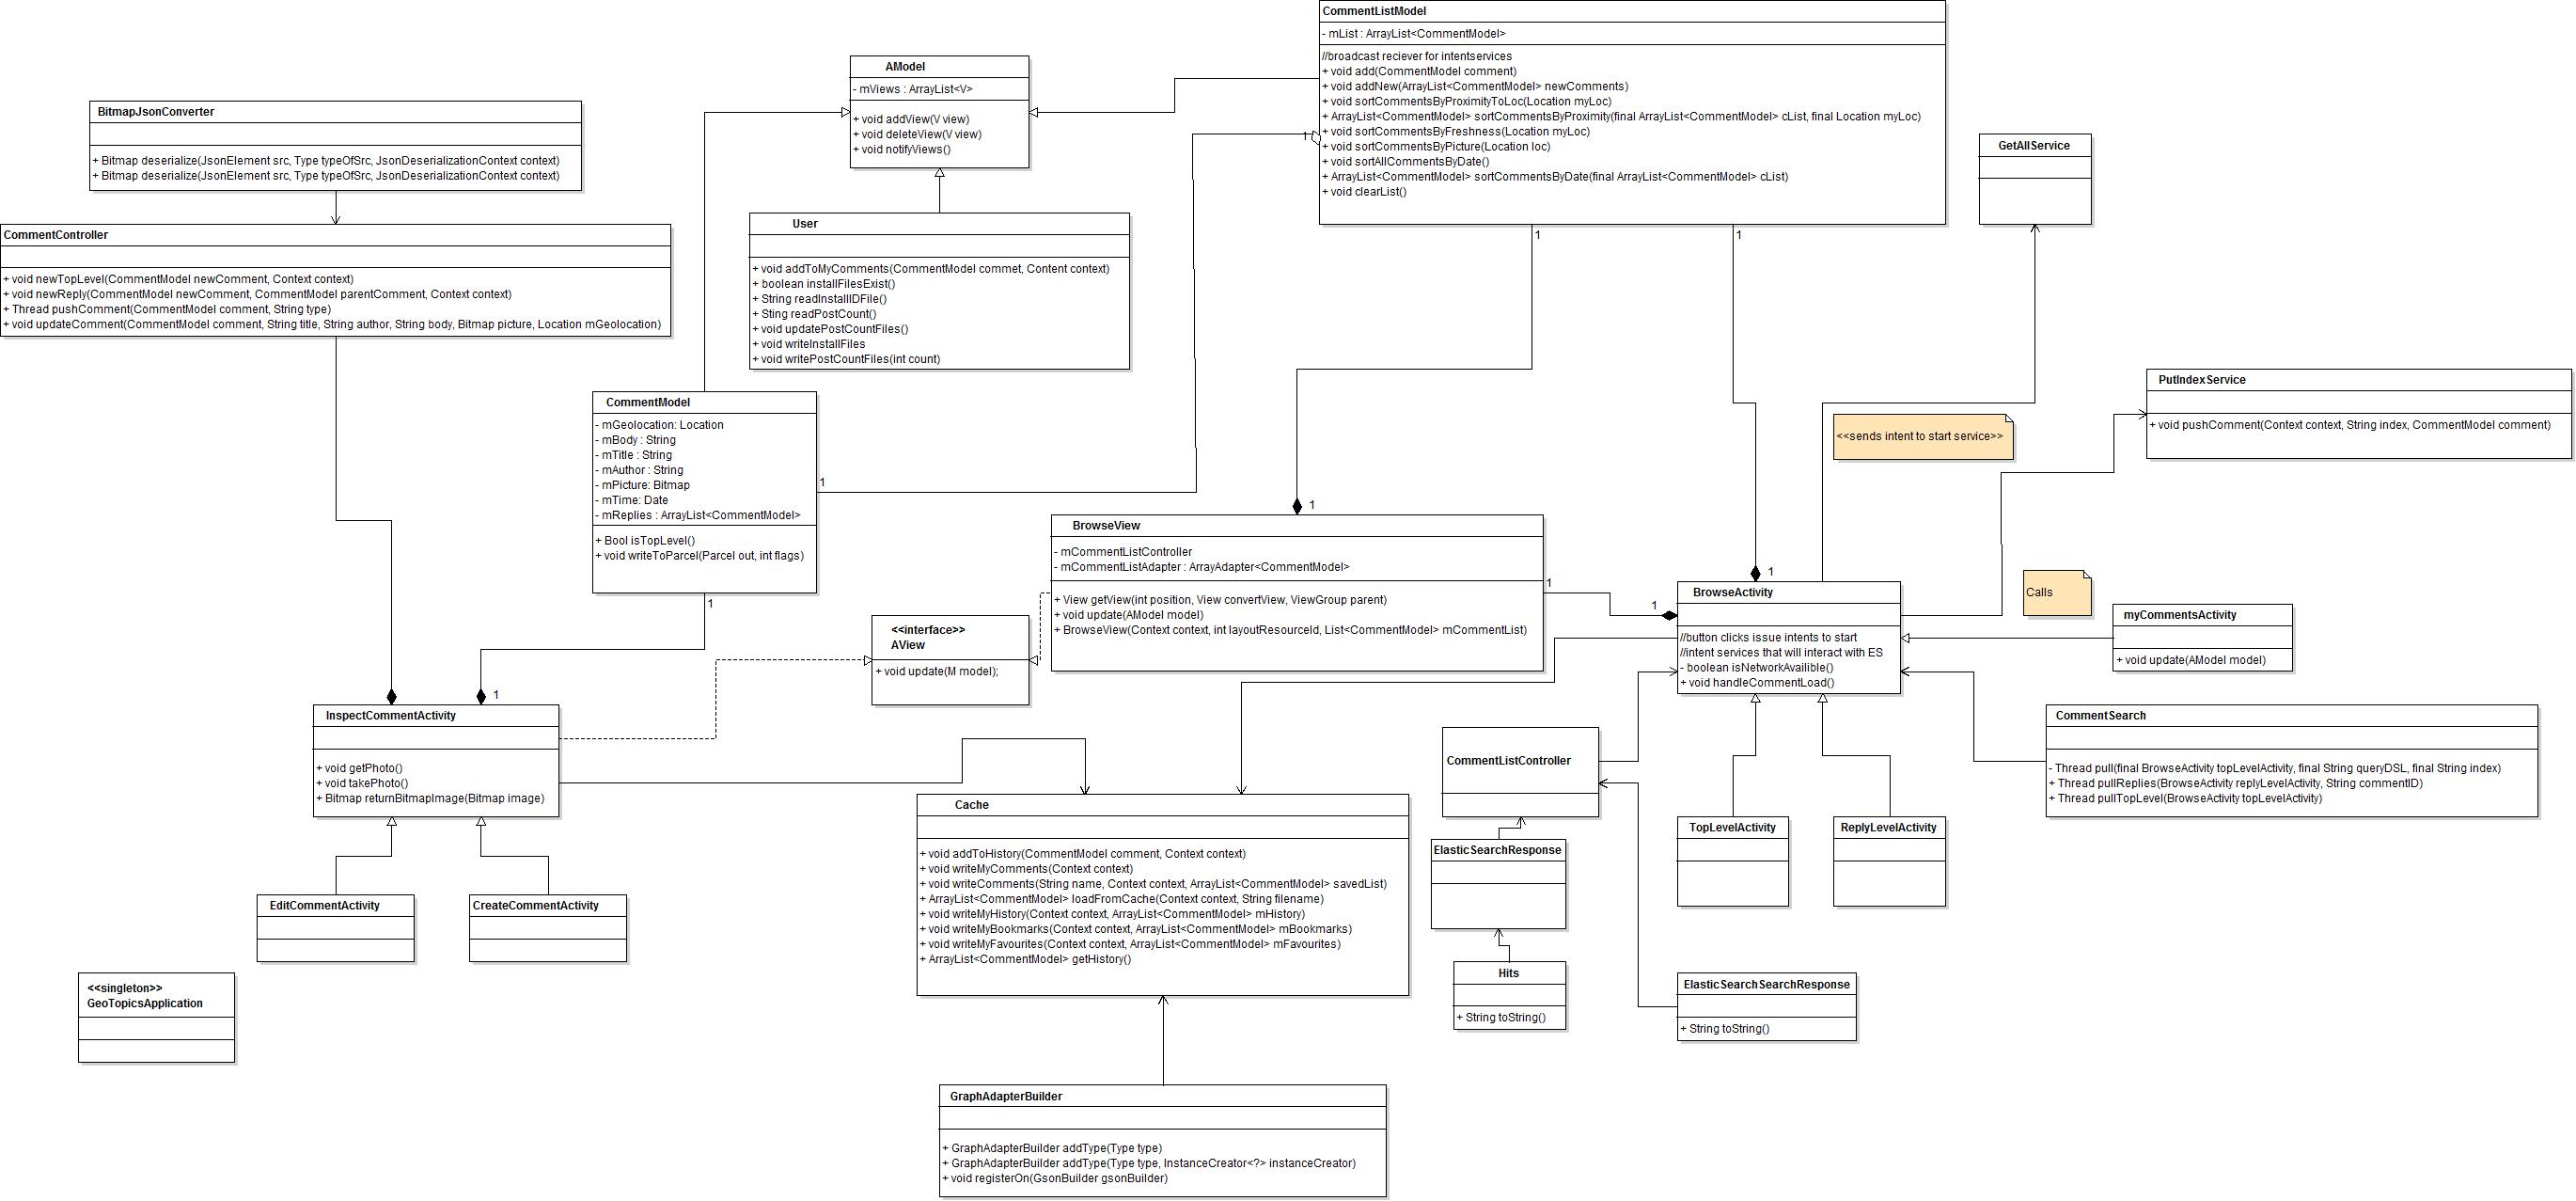 CommentListModel
- mList : ArrayList<CommentModel>
//broadcast reciever for intentservices
+ void add(CommentModel comment)
+ void addNew(ArrayList<CommentModel> newComments)
+ void sortCommentsByProximityToLoc(Location myLoc)
+ ArrayList<CommentModel> sortCommentsByProximity(final ArrayList<CommentModel> cList, final Location myLoc)
+ void sortCommentsByFreshness(Location myLoc)
+ void sortCommentsByPicture(Location loc)
+ void sortAllCommentsByDate()
+ ArrayList<CommentModel> sortCommentsByDate(final ArrayList<CommentModel> cList)
+ void clearList()
1
1
1
AModel
- mViews : ArrayList<V>
+ void addView(V view)
+ void deleteView(V view)
+ void notifyViews()
BitmapJsonConverter
+ Bitmap deserialize(JsonElement src, Type typeOfSrc, JsonDeserializationContext context)
+ Bitmap deserialize(JsonElement src, Type typeOfSrc, JsonDeserializationContext context)
GetAllService
User
+ void addToMyComments(CommentModel commet, Content context)
+ boolean installFilesExist()
+ String readInstallIDFile()
+ Sting readPostCount()
+ void updatePostCountFiles()
+ void writeInstallFiles
+ void writePostCountFiles(int count)
CommentController
+ void newTopLevel(CommentModel newComment, Context context)
+ void newReply(CommentModel newComment, CommentModel parentComment, Context context)
+ Thread pushComment(CommentModel comment, String type)
+ void updateComment(CommentModel comment, String title, String author, String body, Bitmap picture, Location mGeolocation)
PutIndexService
+ void pushComment(Context context, String index, CommentModel comment)
<<sends intent to start service>>
CommentModel
- mGeolocation: Location
- mBody : String
- mTitle : String
- mAuthor : String
- mPicture: Bitmap
- mTime: Date
- mReplies : ArrayList<CommentModel>
+ Bool isTopLevel()
+ void writeToParcel(Parcel out, int flags)
1
1
1
BrowseView
- mCommentListController
- mCommentListAdapter : ArrayAdapter<CommentModel>
+ View getView(int position, View convertView, ViewGroup parent)
+ void update(AModel model)
+ BrowseView(Context context, int layoutResourceId, List<CommentModel> mCommentList)
1
1
1
BrowseActivity
//button clicks issue intents to start
//intent services that will interact with ES
- boolean isNetworkAvailible()
+ void handleCommentLoad()
Calls
myCommentsActivity
+ void update(AModel model)
<<interface>>
AView
+ void update(M model);
1
InspectCommentActivity
+ void getPhoto()
+ void takePhoto()
+ Bitmap returnBitmapImage(Bitmap image)
CommentSearch
- Thread pull(final BrowseActivity topLevelActivity, final String queryDSL, final String index)
+ Thread pullReplies(BrowseActivity replyLevelActivity, String commentID)
+ Thread pullTopLevel(BrowseActivity topLevelActivity)
CommentListController
Cache
+ void addToHistory(CommentModel comment, Context context)
+ void writeMyComments(Context context)
+ void writeComments(String name, Context context, ArrayList<CommentModel> savedList)
+ ArrayList<CommentModel> loadFromCache(Context context, String filename)
+ void writeMyHistory(Context context, ArrayList<CommentModel> mHistory)
+ void writeMyBookmarks(Context context, ArrayList<CommentModel> mBookmarks)
+ void writeMyFavourites(Context context, ArrayList<CommentModel> mFavourites)
+ ArrayList<CommentModel> getHistory()
TopLevelActivity
ReplyLevelActivity
ElasticSearchResponse
EditCommentActivity
CreateCommentActivity
Hits
+ String toString()
ElasticSearchSearchResponse
+ String toString()
<<singleton>>
GeoTopicsApplication
GraphAdapterBuilder
+ GraphAdapterBuilder addType(Type type)
+ GraphAdapterBuilder addType(Type type, InstanceCreator<?> instanceCreator)
+ void registerOn(GsonBuilder gsonBuilder)